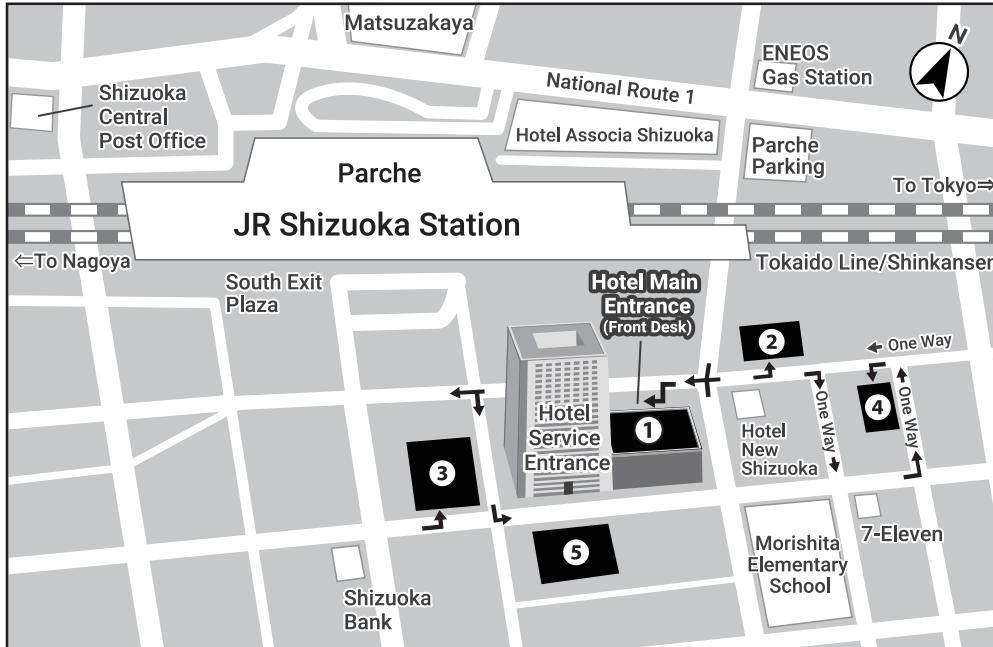 Matsuzakaya
N
ENEOS
Gas Station
National Route 1
Shizuoka
Central
Post Office
Hotel Associa Shizuoka
Parche
Parking
Parche
To Tokyo⇒
JR Shizuoka Station
⇐To Nagoya
Tokaido Line/Shinkansen
South Exit
Plaza
Hotel Main
Entrance
(Front Desk)
2
← One Way
Hotel
Service
Entrance
1
Hotel
New
Shizuoka
One Way
4
One Way
3
5
7-Eleven
Morishita
Elementary
School
Shizuoka
Bank